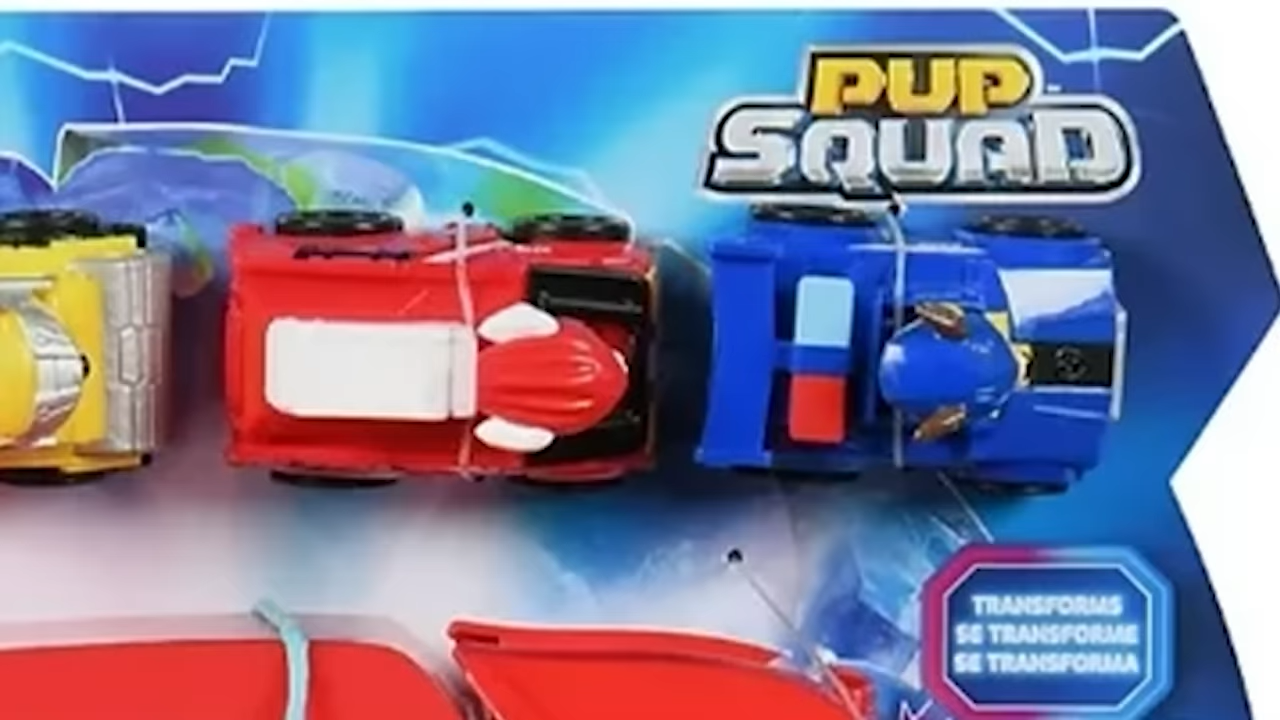 PUP
SQUAD
TRANSFORMS
SE TRANSFORME
SE TRANSFORMA